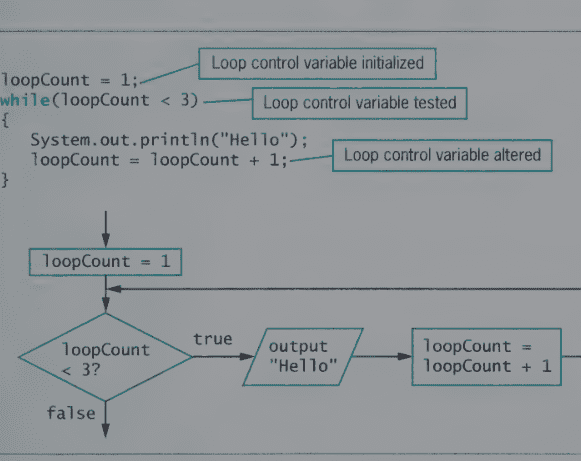 Loop control variable initialized
loopCount = 1;
while(loopCount < 3)
Loop control variable tested
{
System.out.println("Hello");
loopCount = loopCount + 1;
Loop control variable altered
}
loopCount = 1
true
loopCount
< 3?
output
"Hello"
loopCount =
loopCount + 1
false